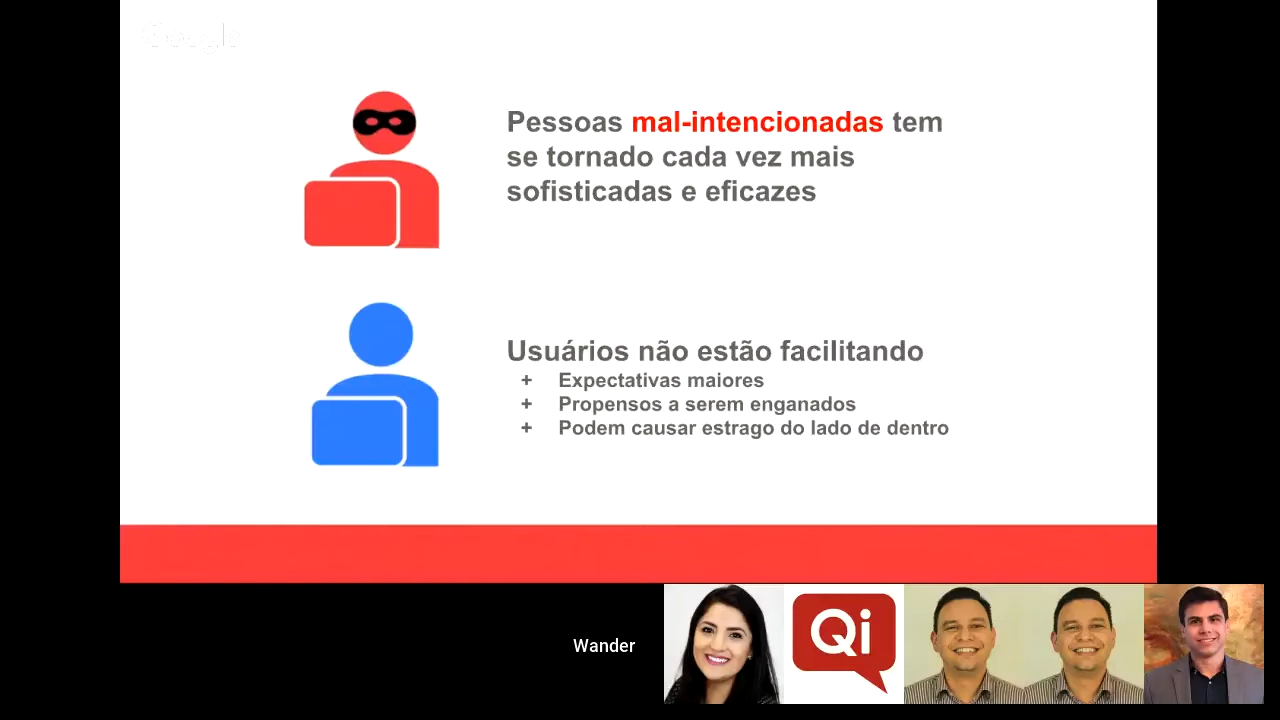 Google
Pessoas mal-intencionadas tem
se tornado cada vez mais
sofisticadas e eficazes
Usuários não estão facilitando
+ Expectativas maiores
+ Propensos a serem enganados
+ Podem causar estrago do lado de dentro
Wander
Qi